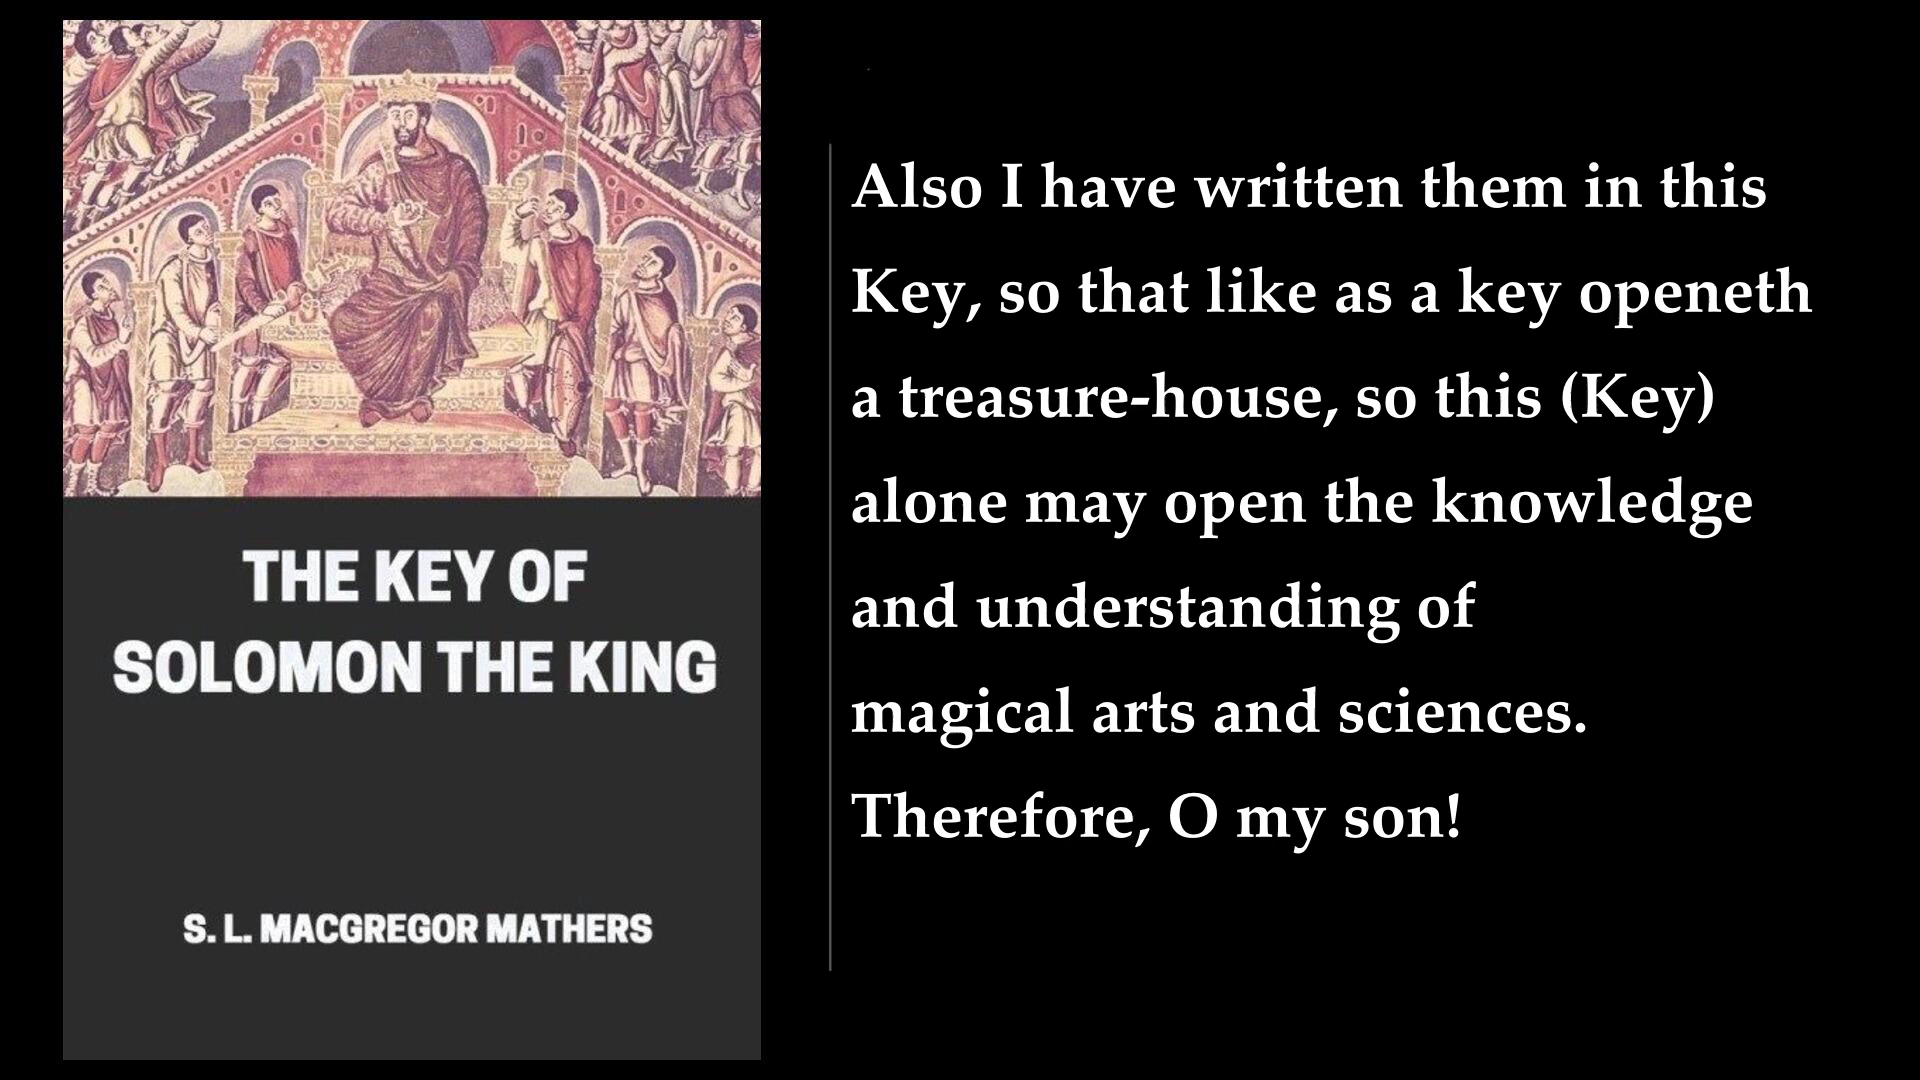 THE KEY OF
SOLOMON THE KING
S. L. MACGREGOR MATHERS
Also I have written them in this
Key, so that like as a key openeth
a treasure-house, so this (Key)
alone may open the knowledge
and understanding of
magical arts and sciences.
Therefore, O my son!